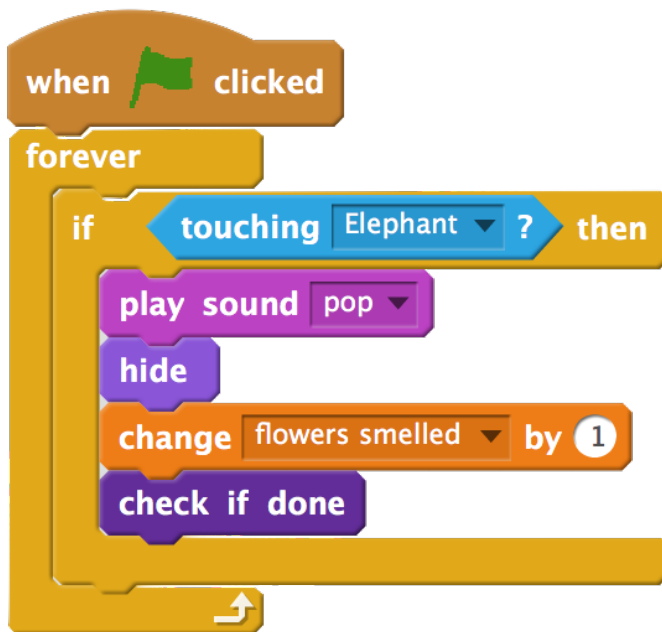 when clicked
forever
if touching Elephant ? then
play sound pop
hide
change flowers smelled by 1
check if done